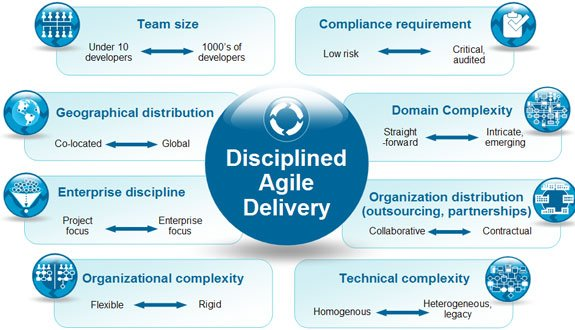 Team size
Under 10 1000's of
developers of developers
Compliance requirement
Low risk Critical,
audited
Geographical distribution
Co-located Global
Domain Complexity
Straight Intricate,
-forward emerging
Disciplined
Agile
Delivery
Enterprise discipline
Project Enterprise
focus focus
Organization distribution
(outsourcing, partnerships)
Collaborative Contractual
Organizational complexity
Flexible Rigid
Technical complexity
Homogenous Heterogeneous,
legacy